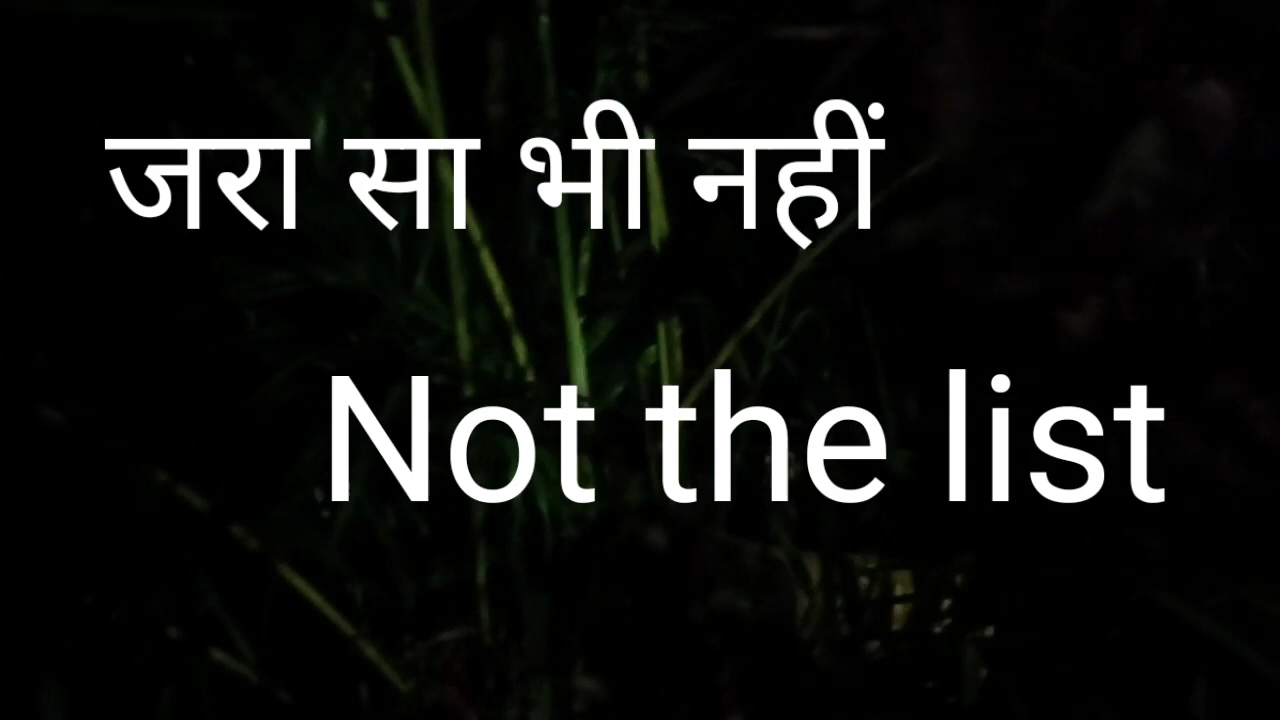 जरा सा भी नहीं
Not the list